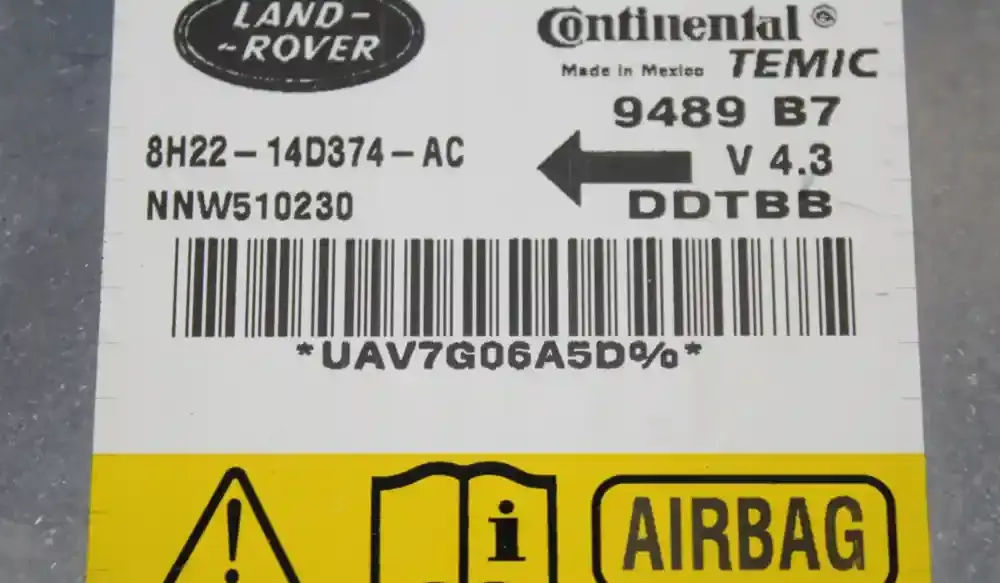 LAND-
-ROVER
Continental
Made in Mexico TEMIC
9489 B7
8H22-14D374-AC
V 4.3
NNW510230
DDTBB
*UAV7G06A5D%*
!
i
AIRBAG